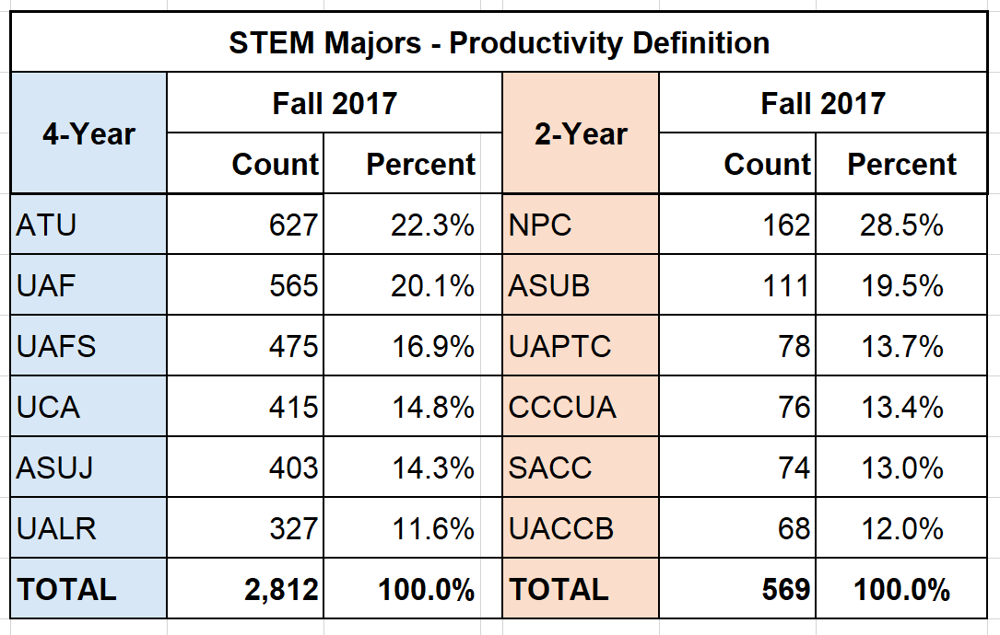 STEM Majors - Productivity Definition
4-Year Fall 2017 2-Year Fall 2017
Count Percent Count Percent
ATU 627 22.3% NPC 162 28.5%
UAF 565 20.1% ASUB 111 19.5%
UAFS 475 16.9% UAPTC 78 13.7%
UCA 415 14.8% CCCUA 76 13.4%
ASUJ 403 14.3% SACC 74 13.0%
UALR 327 11.6% UACCB 68 12.0%
TOTAL 2,812 100.0% TOTAL 569 100.0%